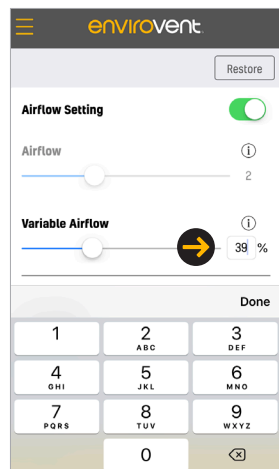 envirovent
Restore
Airflow Setting
Airflow
i
2
Variable Airflow
i
39 %
Done
1 2 3
ABC DEF
4 5 6
GHI JKL MNO
7 8 9
PQRS TUV WXYZ
0